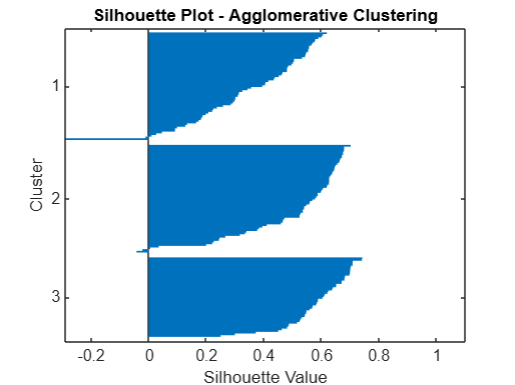 Silhouette Plot - Agglomerative Clustering
1
2
3
Cluster
-0.2 0 0.2 0.4 0.6 0.8 1
Silhouette Value